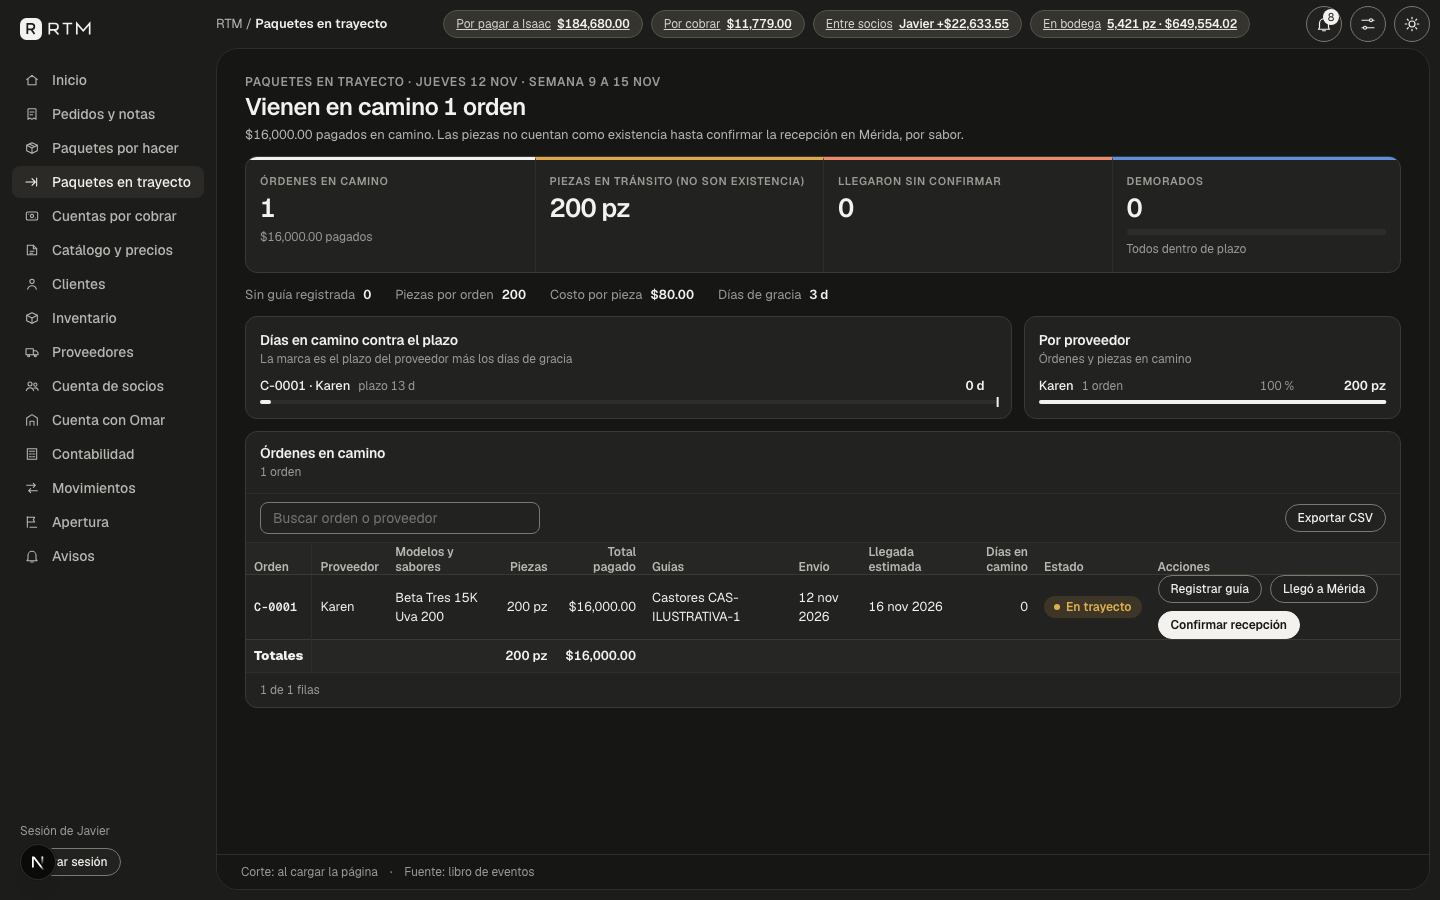 R RTM
RTM / Paquetes en trayecto
Por pagar a Isaac $184,680.00
Por cobrar $11,779.00
Entre socios Javier +$22,633.55
En bodega 5,421 pz · $649,554.02
8
Inicio
Pedidos y notas
Paquetes por hacer
Paquetes en trayecto
Cuentas por cobrar
Catálogo y precios
Clientes
Inventario
Proveedores
Cuenta de socios
Cuenta con Omar
Contabilidad
Movimientos
Apertura
Avisos
Sesión de Javier
N ar sesión
PAQUETES EN TRAYECTO · JUEVES 12 NOV · SEMANA 9 A 15 NOV
Vienen en camino 1 orden
$16,000.00 pagados en camino. Las piezas no cuentan como existencia hasta confirmar la recepción en Mérida, por sabor.
ÓRDENES EN CAMINO
1
$16,000.00 pagados
PIEZAS EN TRÁNSITO (NO SON EXISTENCIA)
200 pz
LLEGARON SIN CONFIRMAR
0
DEMORADOS
0
Todos dentro de plazo
Sin guía registrada 0 Piezas por orden 200 Costo por pieza $80.00 Días de gracia 3 d
Días en camino contra el plazo
La marca es el plazo del proveedor más los días de gracia
C-0001 · Karen plazo 13 d 0 d
Por proveedor
Órdenes y piezas en camino
Karen 1 orden 100 % 200 pz
Órdenes en camino
1 orden
Buscar orden o proveedor
Exportar CSV
Orden Proveedor Modelos y sabores Piezas Total pagado Guías Envío Llegada estimada Días en camino Estado Acciones
C-0001 Karen Beta Tres 15K Uva 200 200 pz $16,000.00 Castores CAS-ILUSTRATIVA-1 12 nov 2026 16 nov 2026 0 En trayecto Registrar guía Llegó a Mérida
Confirmar recepción
Totales 200 pz $16,000.00
1 de 1 filas
Corte: al cargar la página · Fuente: libro de eventos